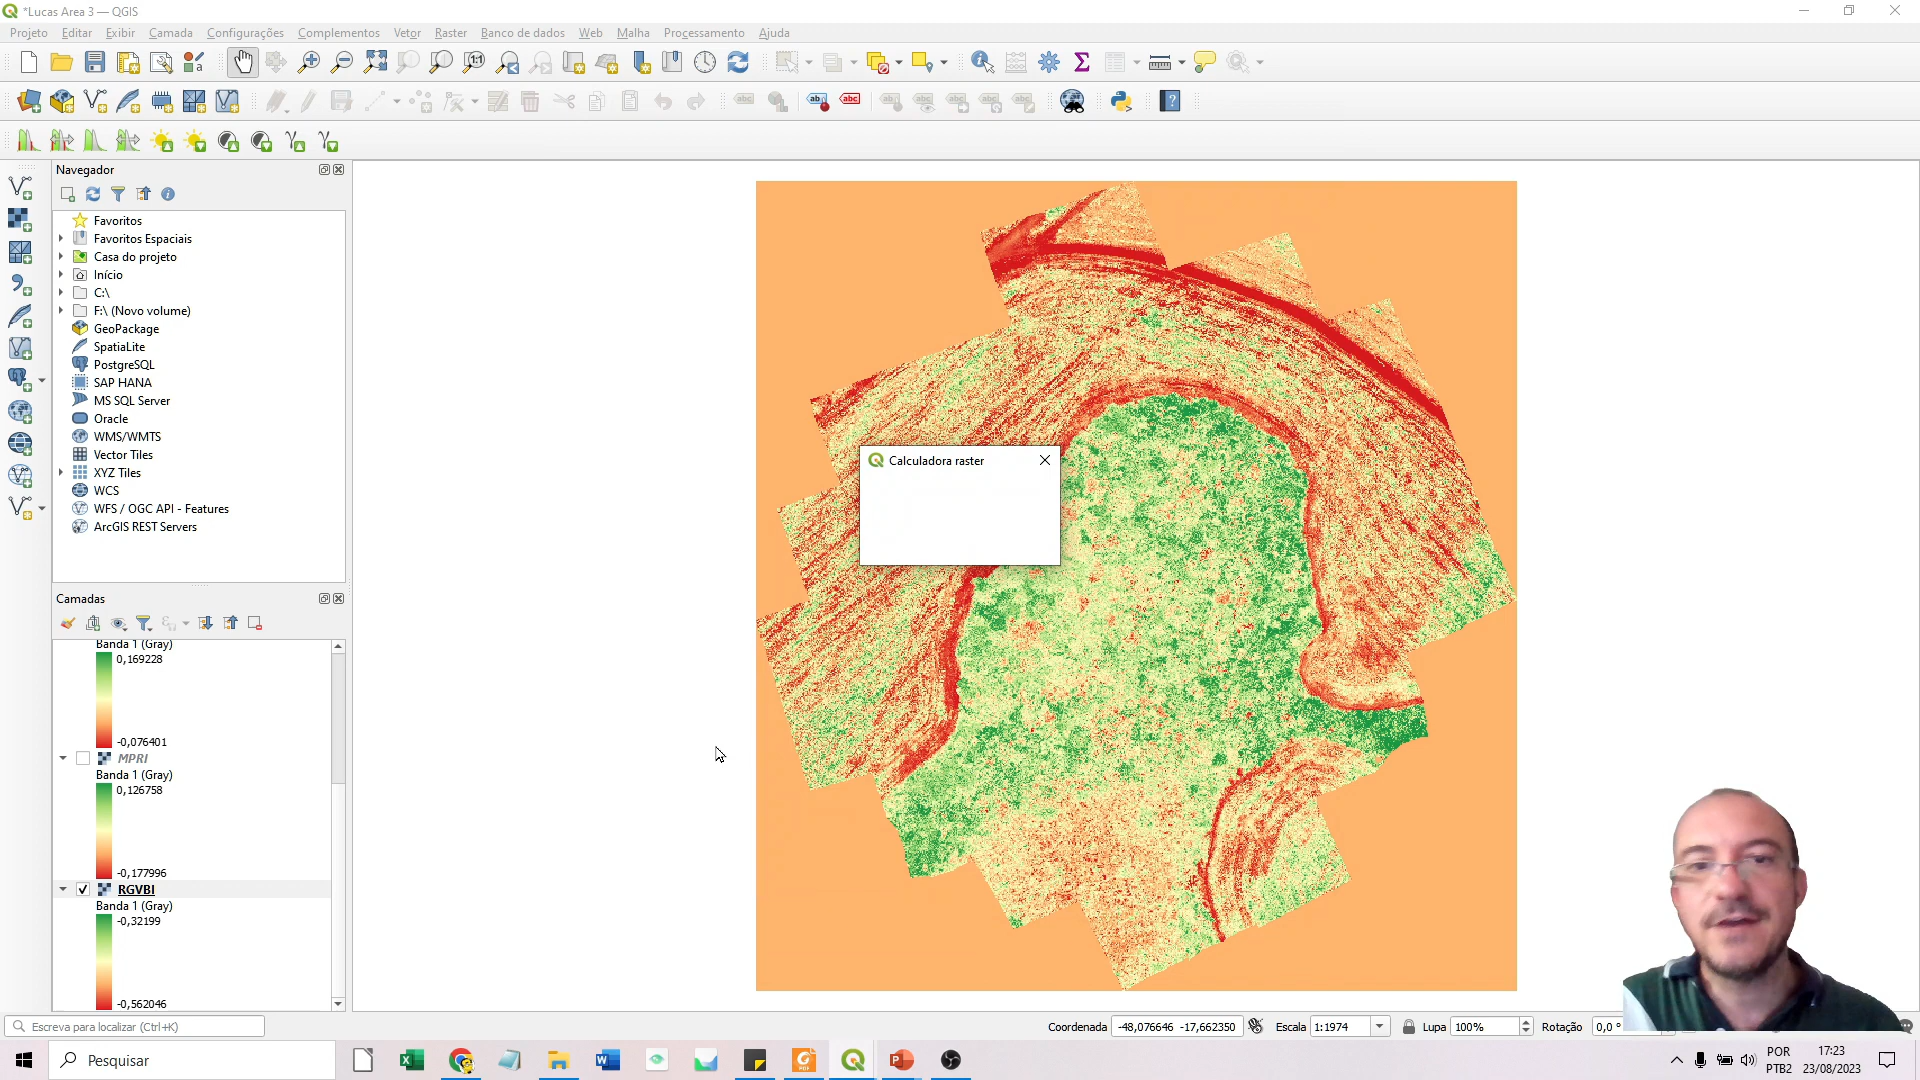 *Lucas Area 3 — QGIS
Projeto Editar Exibir Camada Configurações Complementos Vetor Raster Banco de dados Web Malha Processamento Ajuda
Navegador
Favoritos
Favoritos Espaciais
Casa do projeto
Início
C:\
F:\ (Novo volume)
GeoPackage
SpatiaLite
PostgreSQL
SAP HANA
MS SQL Server
Oracle
WMS/WMTS
Vector Tiles
XYZ Tiles
WCS
WFS / OGC API - Features
ArcGIS REST Servers
Calculadora raster
Camadas
Banda 1 (Gray)
0,169228
-0,076401
MPRI
Banda 1 (Gray)
0,126758
-0,177996
RGVBI
Banda 1 (Gray)
-0,32199
-0,562046
Escreva para localizar (Ctrl+K)
Coordenada -48,076646 -17,662350 Escala 1:1974 Lupa 100% Rotação 0,0 °
Pesquisar
POR
PTB2
17:23
23/08/2023